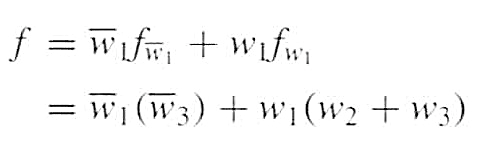 f = w̅₁f_w̅₁ + w₁f_w₁
= w̅₁(w̅₃) + w₁(w₂ + w₃)